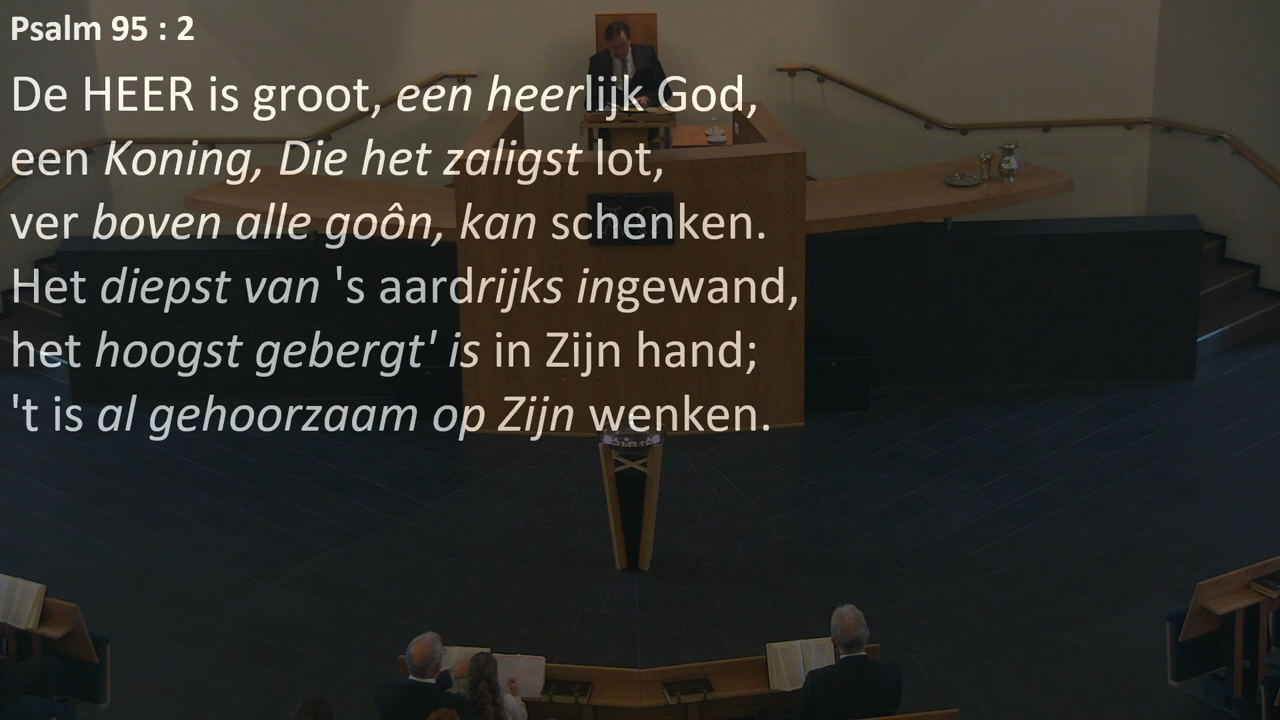 Psalm 95 : 2
De HEER is groot, een heerlijk God,
een Koning, Die het zaligst lot,
ver boven alle goôn, kan schenken.
Het diepst van 's aardrijks ingewand,
het hoogst gebergt' is in Zijn hand;
't is al gehoorzaam op Zijn wenken.